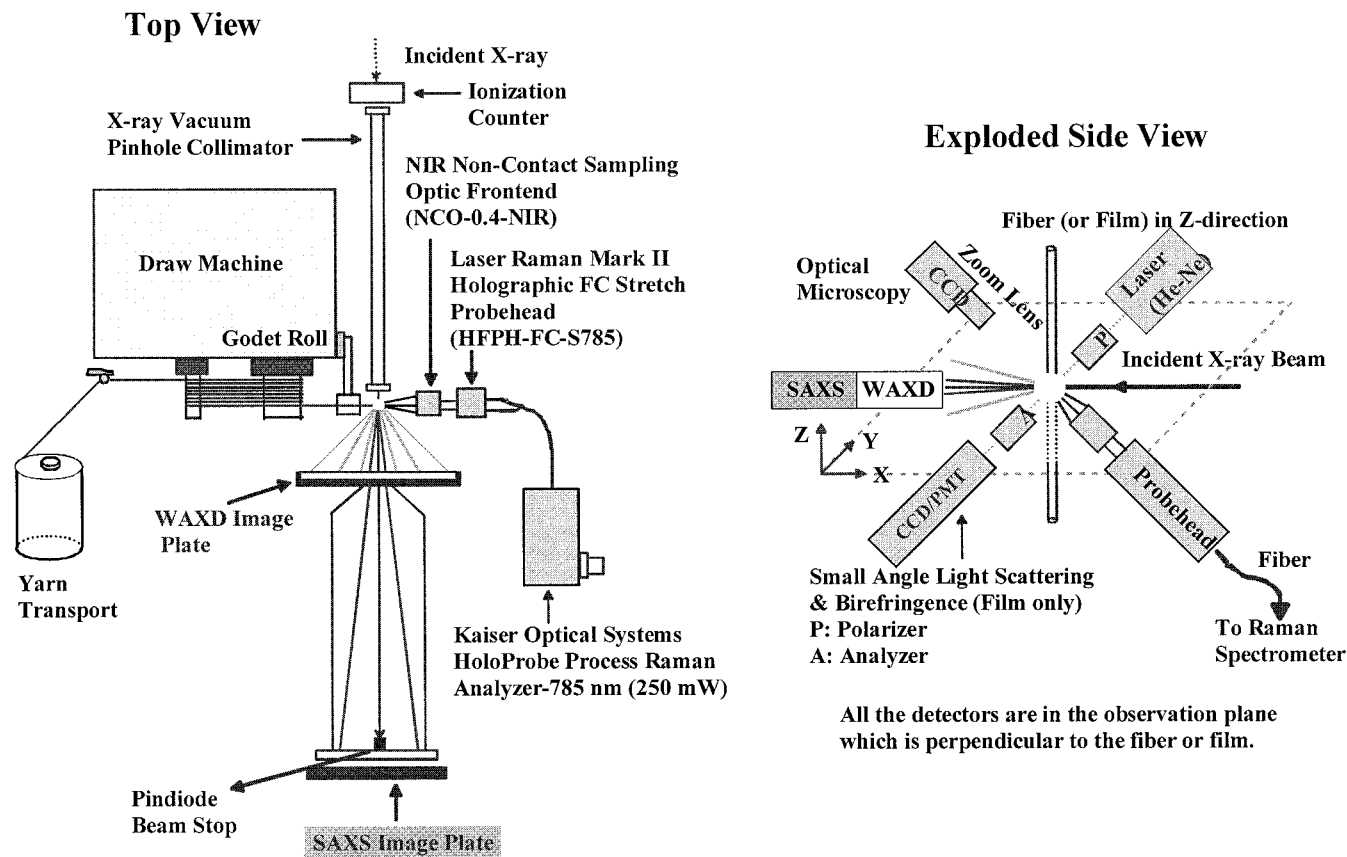 Top View
Incident X-ray
Ionization
Counter
X-ray Vacuum
Pinhole Collimator
NIR Non-Contact Sampling
Optic Frontend
(NCO-0.4-NIR)
Draw Machine
Laser Raman Mark II
Holographic FC Stretch
Probehead
(HFPH-FC-S785)
Godet Roll
WAXD Image
Plate
Yarn
Transport
Kaiser Optical Systems
HoloProbe Process Raman
Analyzer-785 nm (250 mW)
Pindiode
Beam Stop
SAXS Image Plate
Exploded Side View
Fiber (or Film) in Z-direction
Optical
Microscopy
CCD
Zoom Lens
Laser
(He-Ne)
P
Incident X-ray Beam
SAXS WAXD
A
Z
Y
X
CCD/PMT
Probehead
Fiber
Small Angle Light Scattering
& Birefringence (Film only)
P: Polarizer
A: Analyzer
To Raman
Spectrometer
All the detectors are in the observation plane
which is perpendicular to the fiber or film.